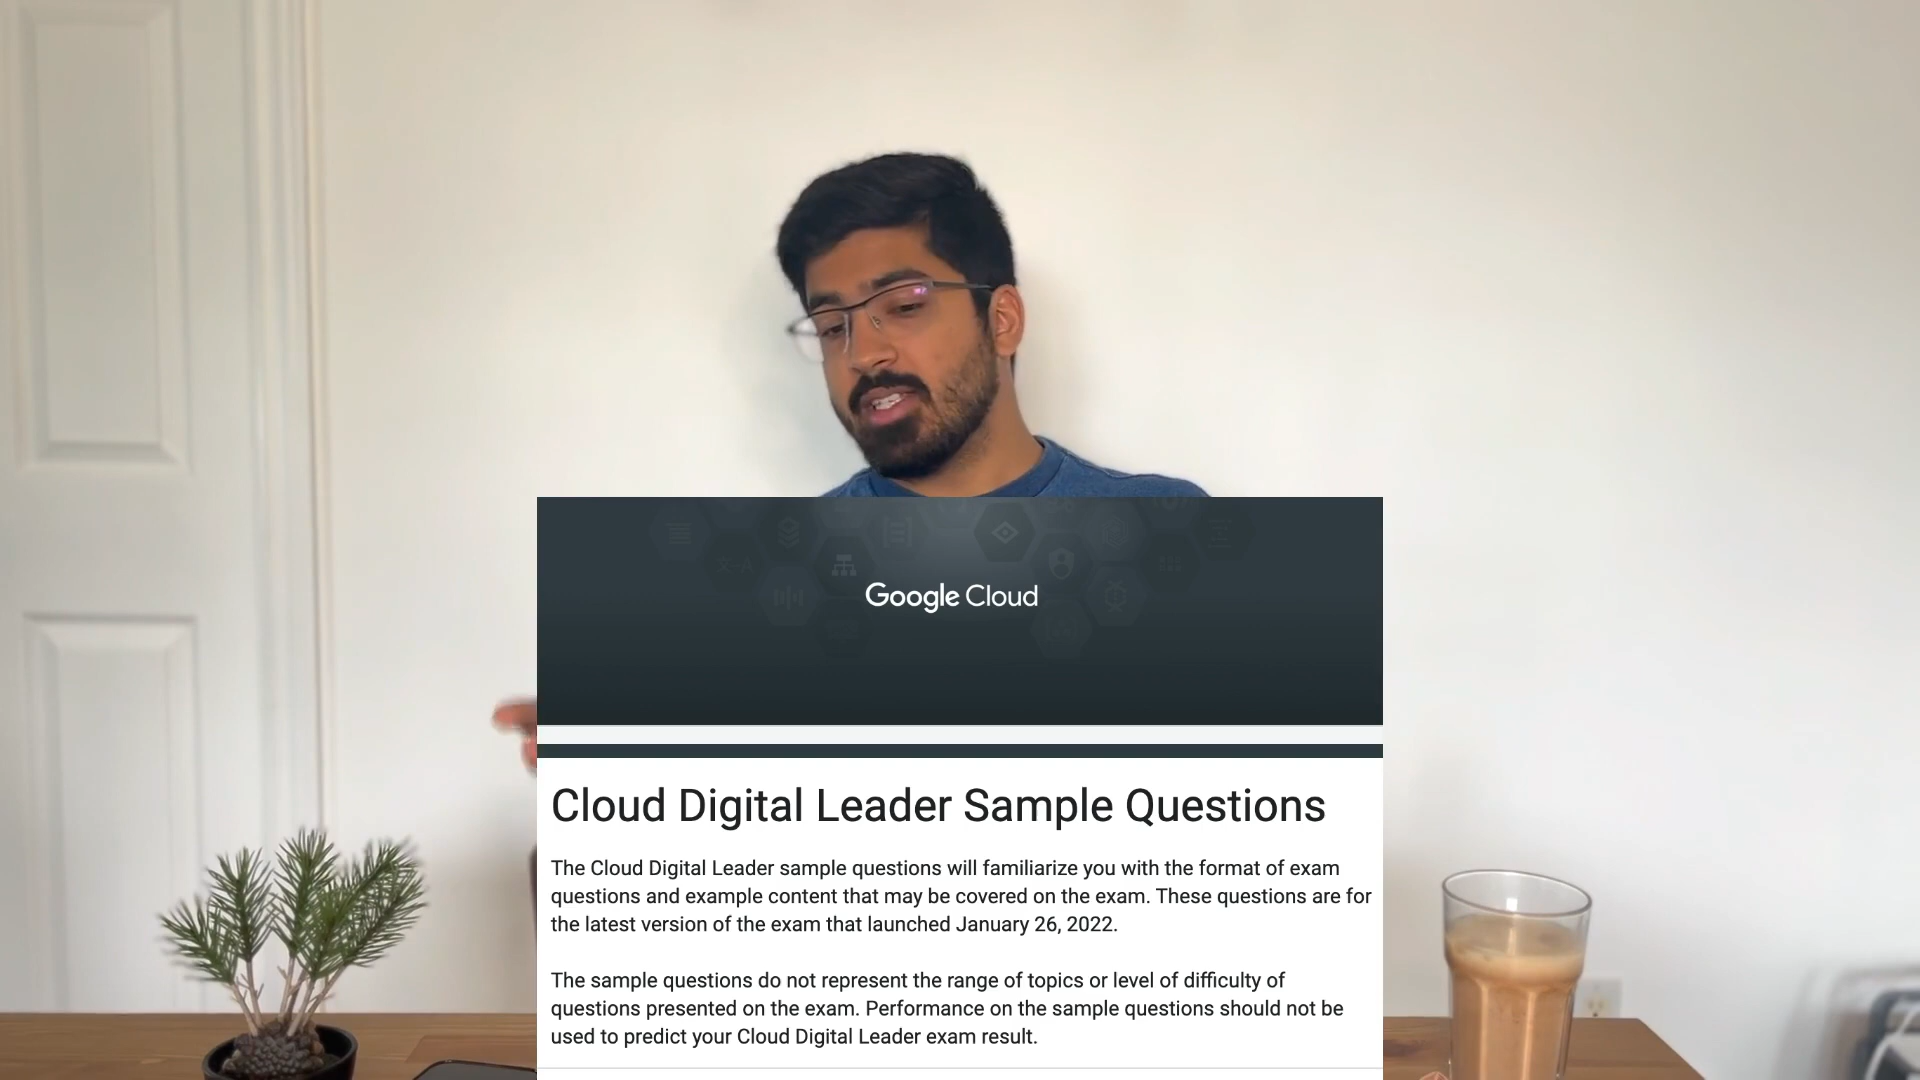 Google Cloud
Cloud Digital Leader Sample Questions
The Cloud Digital Leader sample questions will familiarize you with the format of exam
questions and example content that may be covered on the exam. These questions are for
the latest version of the exam that launched January 26, 2022.
The sample questions do not represent the range of topics or level of difficulty of
questions presented on the exam. Performance on the sample questions should not be
used to predict your Cloud Digital Leader exam result.